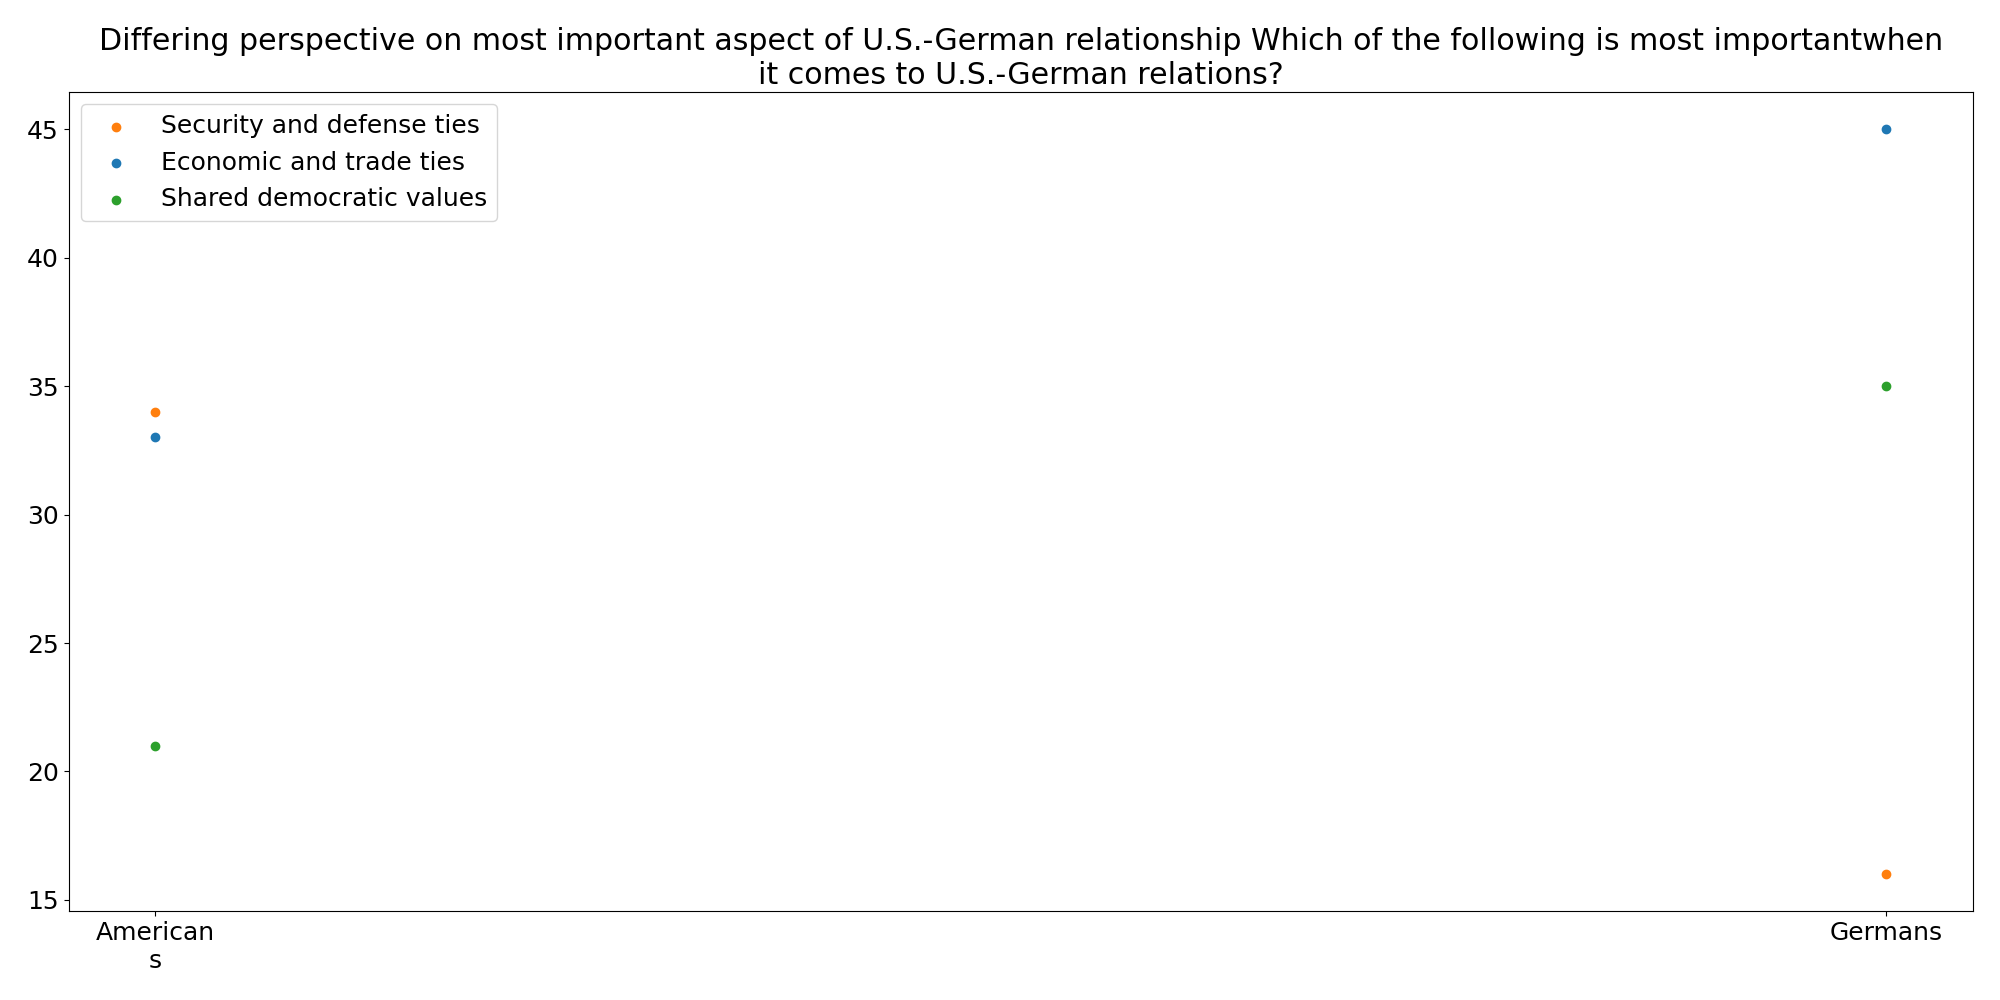 Differing perspective on most important aspect of U.S.-German relationship Which of the following is most importantwhen
it comes to U.S.-German relations?
Security and defense ties
Economic and trade ties
Shared democratic values
45
40
35
30
25
20
15
American
s
Germans